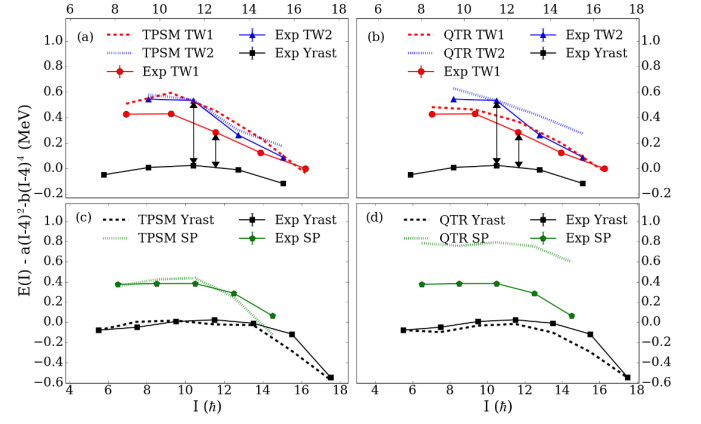 6 8 10 12 14 16 18 6 8 10 12 14 16 18
(a) TPSM TW1 Exp TW2
TPSM TW2 Exp Yrast
Exp TW1
(b) QTR TW1 Exp TW2
QTR TW2 Exp Yrast
Exp TW1
1.0 1.0
0.8 0.8
0.6 0.6
0.4 0.4
0.2 0.2
0.0 0.0
−0.2 −0.2
E(I) - a(I-4)²-b(I-4)⁴ (MeV)
(c) TPSM Yrast Exp Yrast
TPSM SP Exp SP
(d) QTR Yrast Exp Yrast
QTR SP Exp SP
1.0 1.0
0.8 0.8
0.6 0.6
0.4 0.4
0.2 0.2
0.0 0.0
−0.2 −0.2
−0.4 −0.4
−0.6 −0.6
4 6 8 10 12 14 16 18 4 6 8 10 12 14 16 18
I (ℏ) I (ℏ)